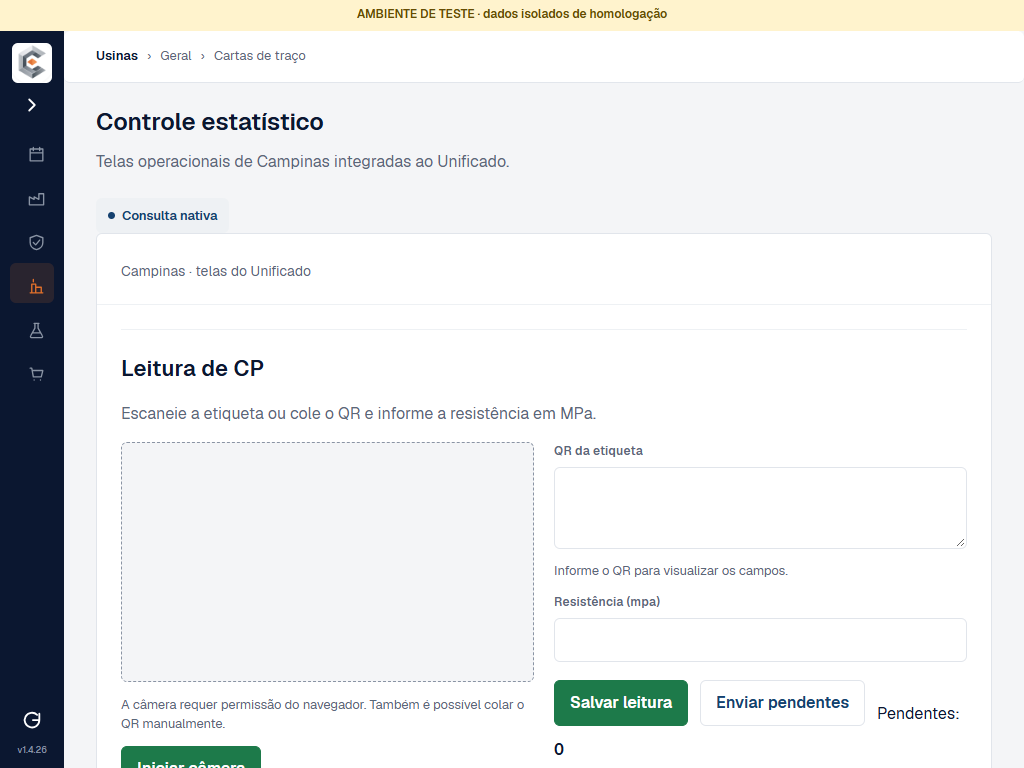 AMBIENTE DE TESTE · dados isolados de homologação
Usinas › Geral › Cartas de traço
Controle estatístico
Telas operacionais de Campinas integradas ao Unificado.
Consulta nativa
Campinas · telas do Unificado
Leitura de CP
Escaneie a etiqueta ou cole o QR e informe a resistência em MPa.
QR da etiqueta
Informe o QR para visualizar os campos.
Resistência (mpa)
Salvar leitura
Enviar pendentes
Pendentes:
0
A câmera requer permissão do navegador. Também é possível colar o
QR manualmente.
Iniciar câmera
v1.4.26